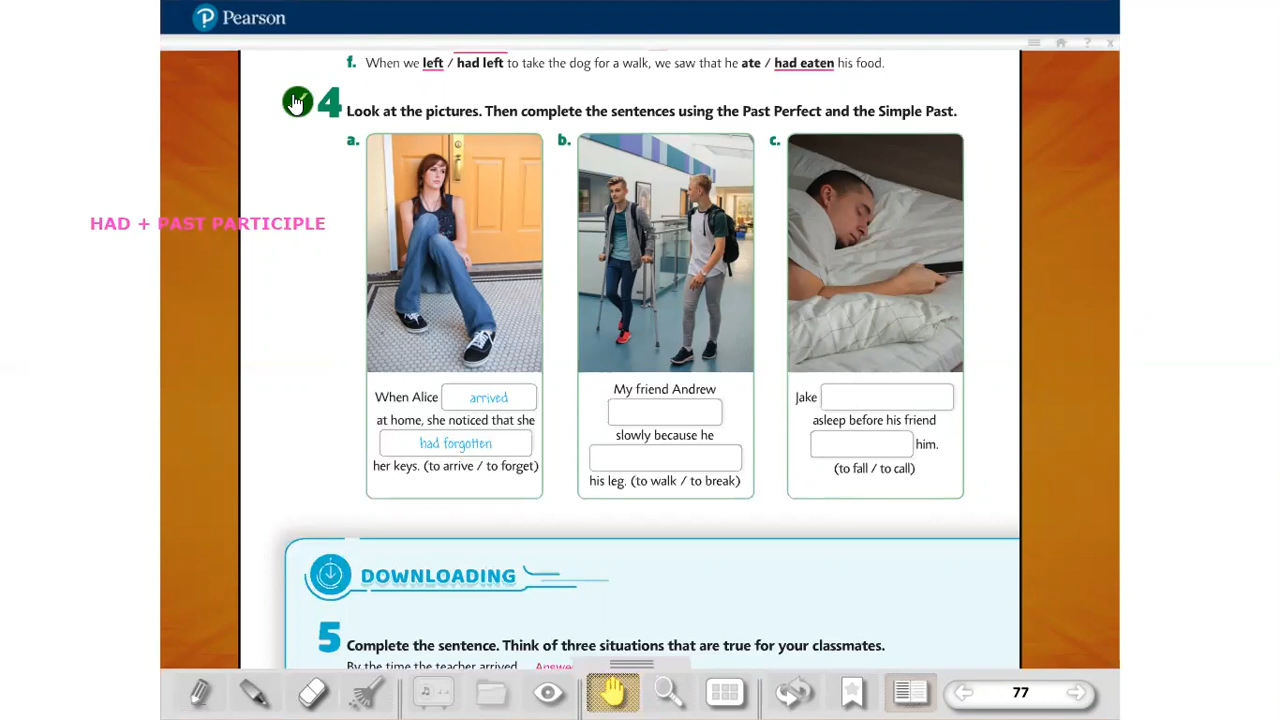 Pearson
f. When we left / had left to take the dog for a walk, we saw that he ate / had eaten his food.
4 Look at the pictures. Then complete the sentences using the Past Perfect and the Simple Past.
a.
b.
c.
HAD + PAST PARTICIPLE
When Alice arrived
at home, she noticed that she
had forgotten
her keys. (to arrive / to forget)
My friend Andrew
slowly because he
his leg. (to walk / to break)
Jake
asleep before his friend
him.
(to fall / to call)
DOWNLOADING
5 Complete the sentence. Think of three situations that are true for your classmates.
By the time the teacher arrived
77